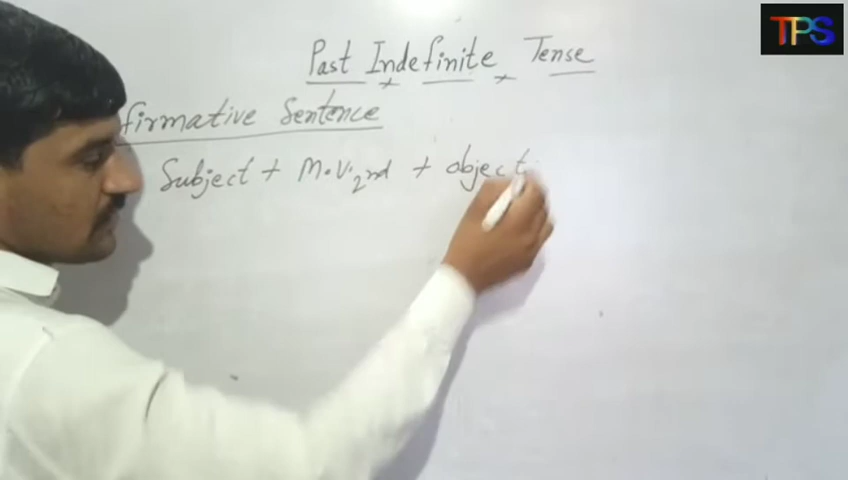 TPS
Past Indefinite Tense
firmative Sentence
Subject + M.V. 2nd + object